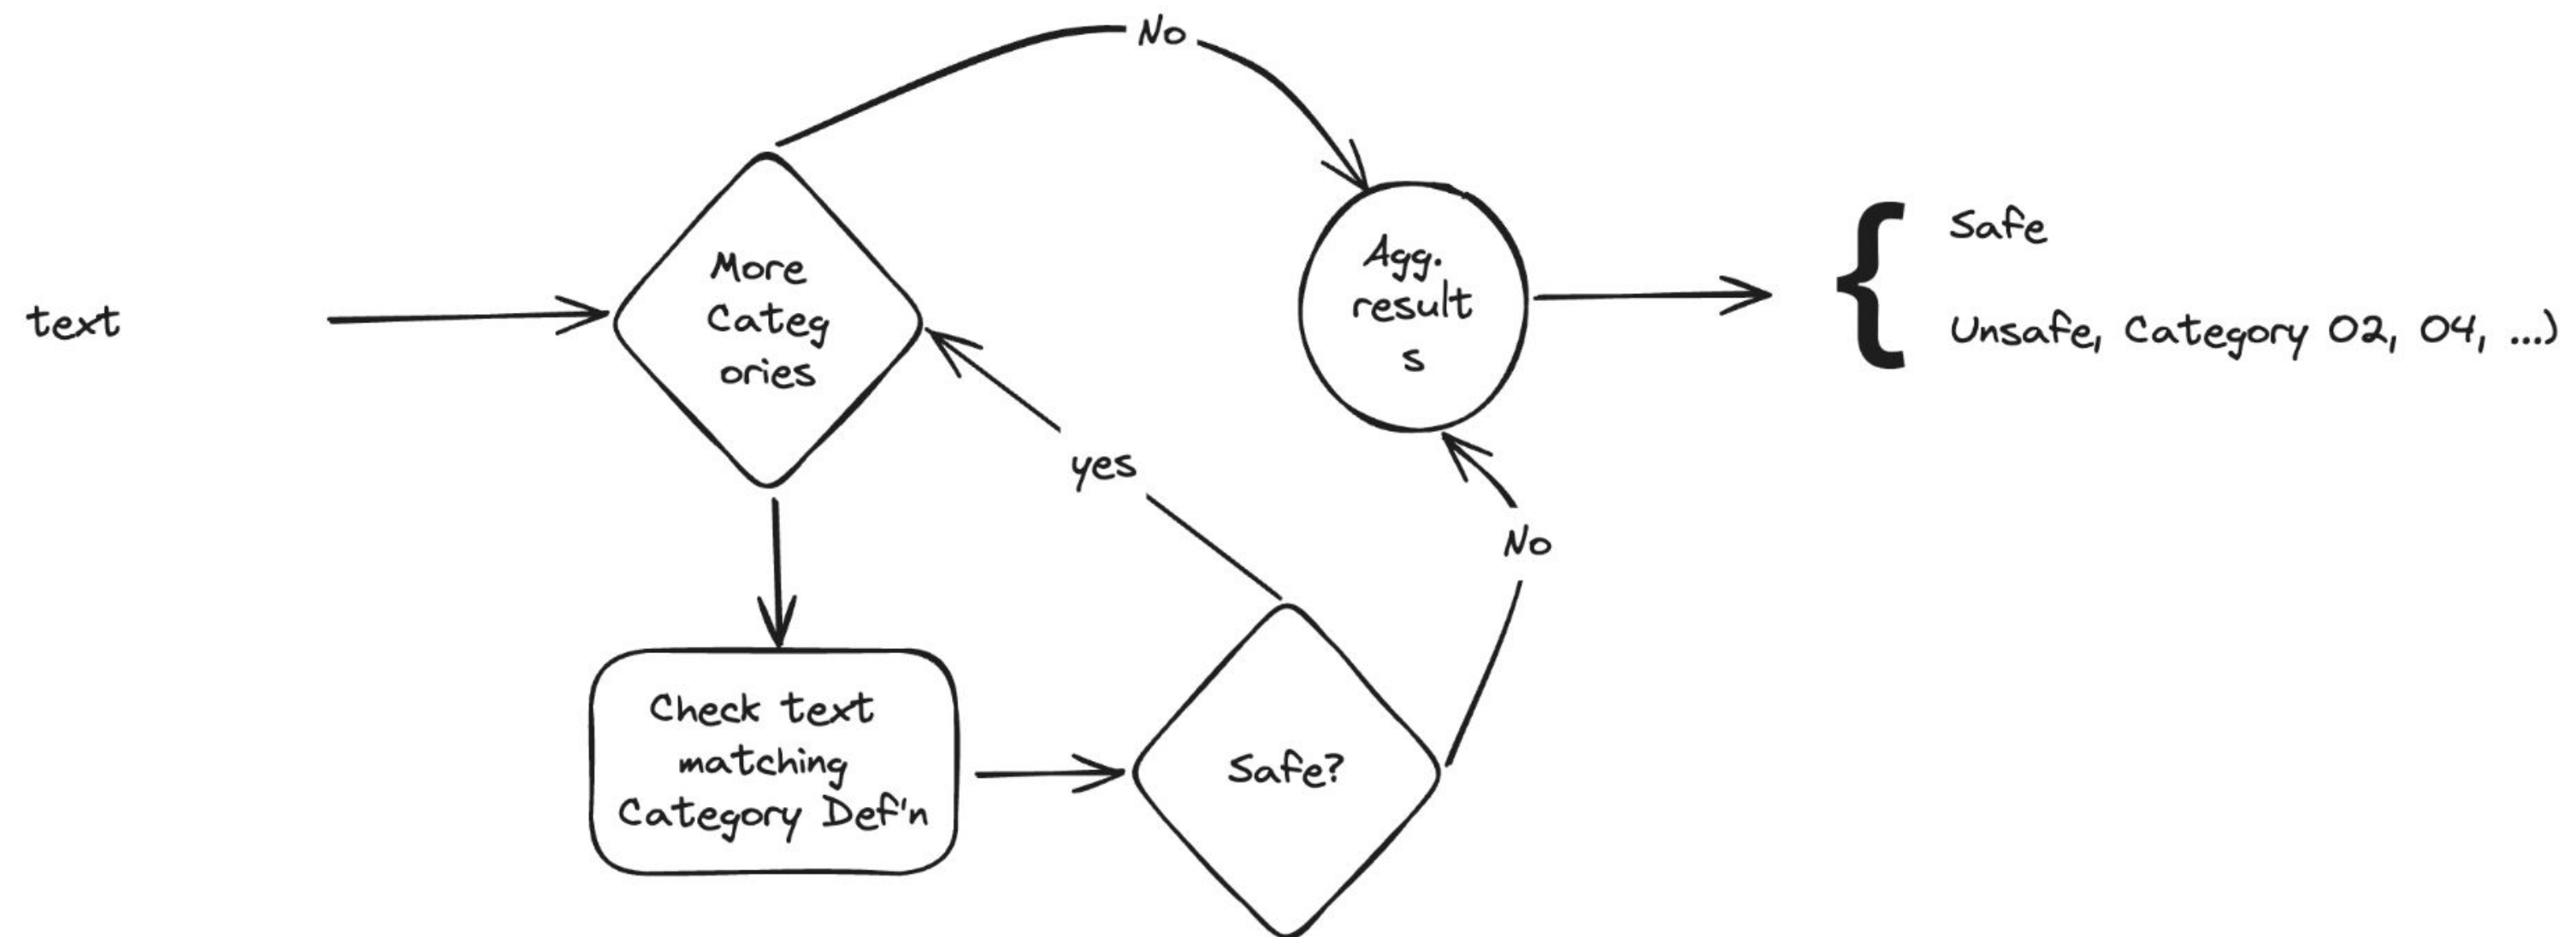 No
text
More
Categ
ories
Agg.
result
s
Safe
Unsafe, Category 02, 04, ...)
yes
No
Check text
matching
Category Def'n
Safe?